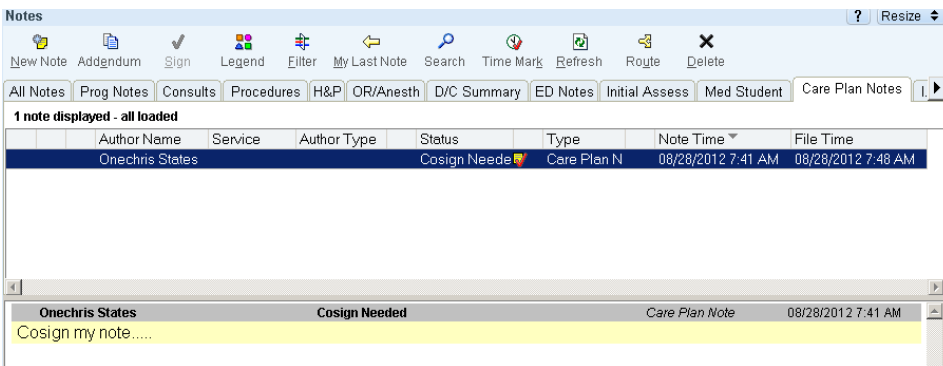 Notes ? Resize
New Note Addendum Sign Legend Filter My Last Note Search Time Mark Refresh Route Delete
All Notes Prog Notes Consults Procedures H&P OR/Anesth D/C Summary ED Notes Initial Assess Med Student Care Plan Notes I.
1 note displayed - all loaded
Author Name Service Author Type Status Type Note Time File Time
Onechris States Cosign Neede Care Plan N 08/28/2012 7:41 AM 08/28/2012 7:48 AM
Onechris States Cosign Needed Care Plan Note 08/28/2012 7:41 AM
Cosign my note.....